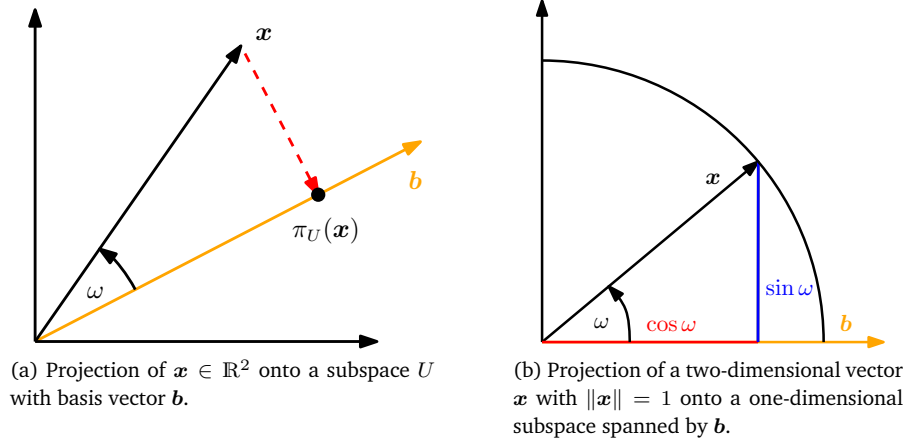 x
b
π_U(x)
ω
(a) Projection of x ∈ ℝ² onto a subspace U
with basis vector b.
x
sin ω
ω
cos ω
b
(b) Projection of a two-dimensional vector
x with ‖x‖ = 1 onto a one-dimensional
subspace spanned by b.